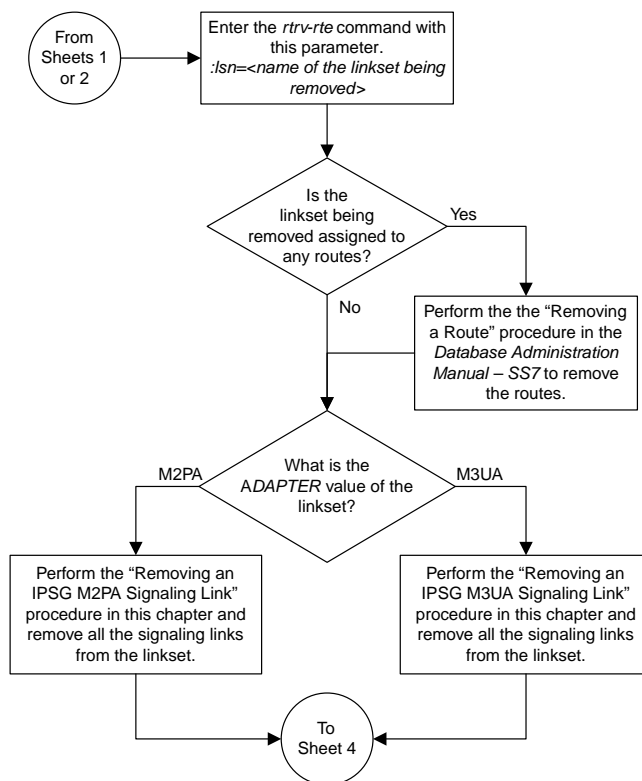 From
Sheets 1
or 2
Enter the rtrv-rte command with
this parameter.
:lsn=<name of the linkset being
removed>
Is the
linkset being
removed assigned to
any routes?
Yes
No
Perform the the “Removing
a Route” procedure in the
Database Administration
Manual – SS7 to remove
the routes.
What is the
ADAPTER value of the
linkset?
M2PA
M3UA
Perform the “Removing an
IPSG M2PA Signaling Link”
procedure in this chapter and
remove all the signaling links
from the linkset.
Perform the “Removing an
IPSG M3UA Signaling Link”
procedure in this chapter and
remove all the signaling links
from the linkset.
To
Sheet 4